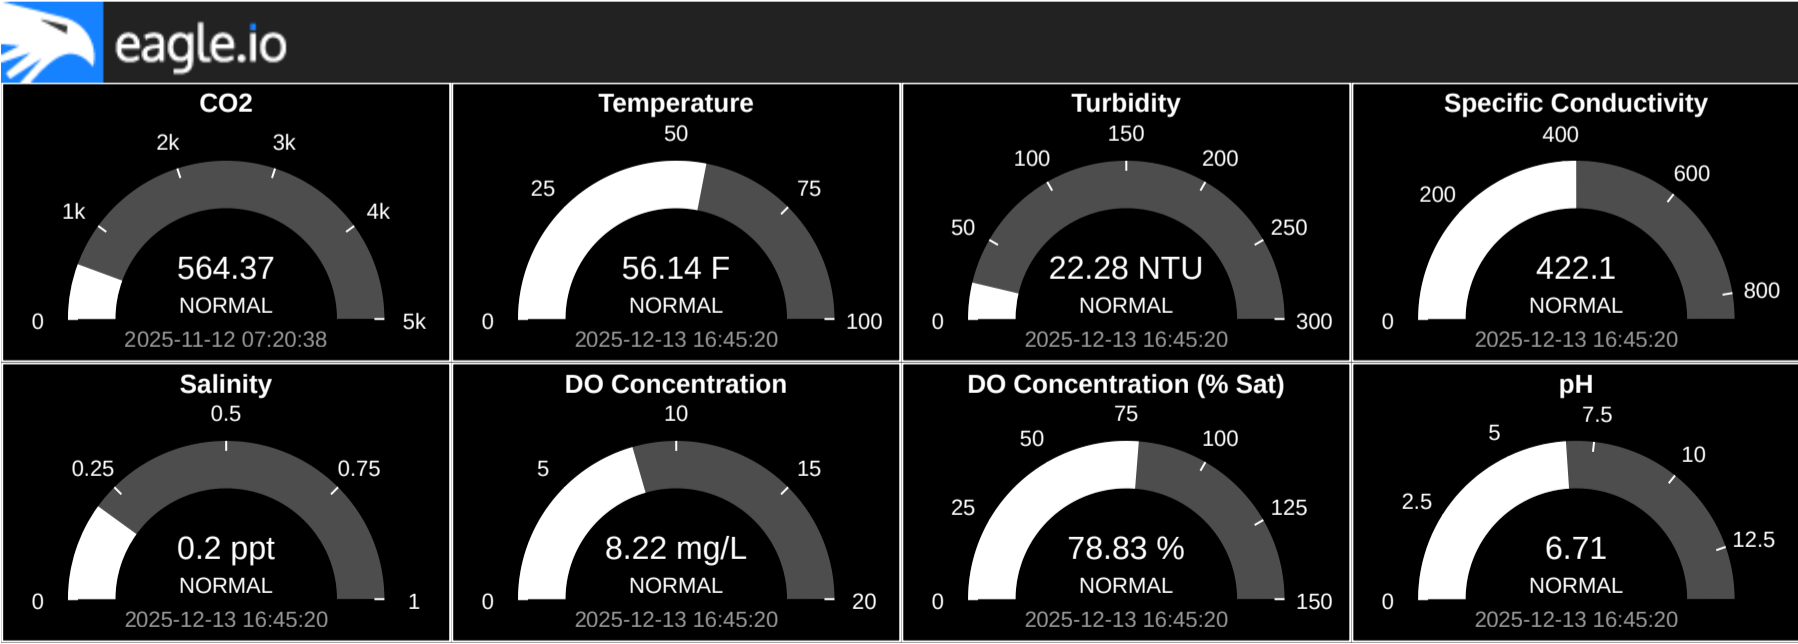 eagle.io
CO2
2k
3k
1k
4k
564.37
NORMAL
0
5k
2025-11-12 07:20:38
Temperature
50
25
75
56.14 F
NORMAL
0
100
2025-12-13 16:45:20
Turbidity
150
100
200
50
250
22.28 NTU
NORMAL
0
300
2025-12-13 16:45:20
Specific Conductivity
400
600
200
422.1
800
NORMAL
0
2025-12-13 16:45:20
Salinity
0.5
0.25
0.75
0.2 ppt
NORMAL
0
1
2025-12-13 16:45:20
DO Concentration
10
5
15
8.22 mg/L
NORMAL
0
20
2025-12-13 16:45:20
DO Concentration (% Sat)
75
50
100
25
125
78.83 %
NORMAL
0
150
2025-12-13 16:45:20
pH
7.5
5
10
2.5
12.5
6.71
NORMAL
0
2025-12-13 16:45:20